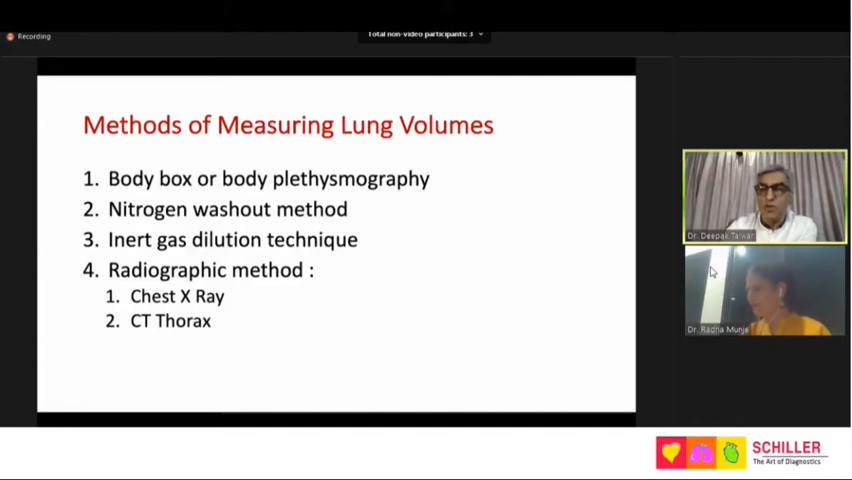 Recording
Total non-video participants: 3
Methods of Measuring Lung Volumes
1. Body box or body plethysmography
2. Nitrogen washout method
3. Inert gas dilution technique
4. Radiographic method :
1. Chest X Ray
2. CT Thorax
Dr. Deepak Talwar
Dr. Radha Munje
SCHILLER
The Art of Diagnostics